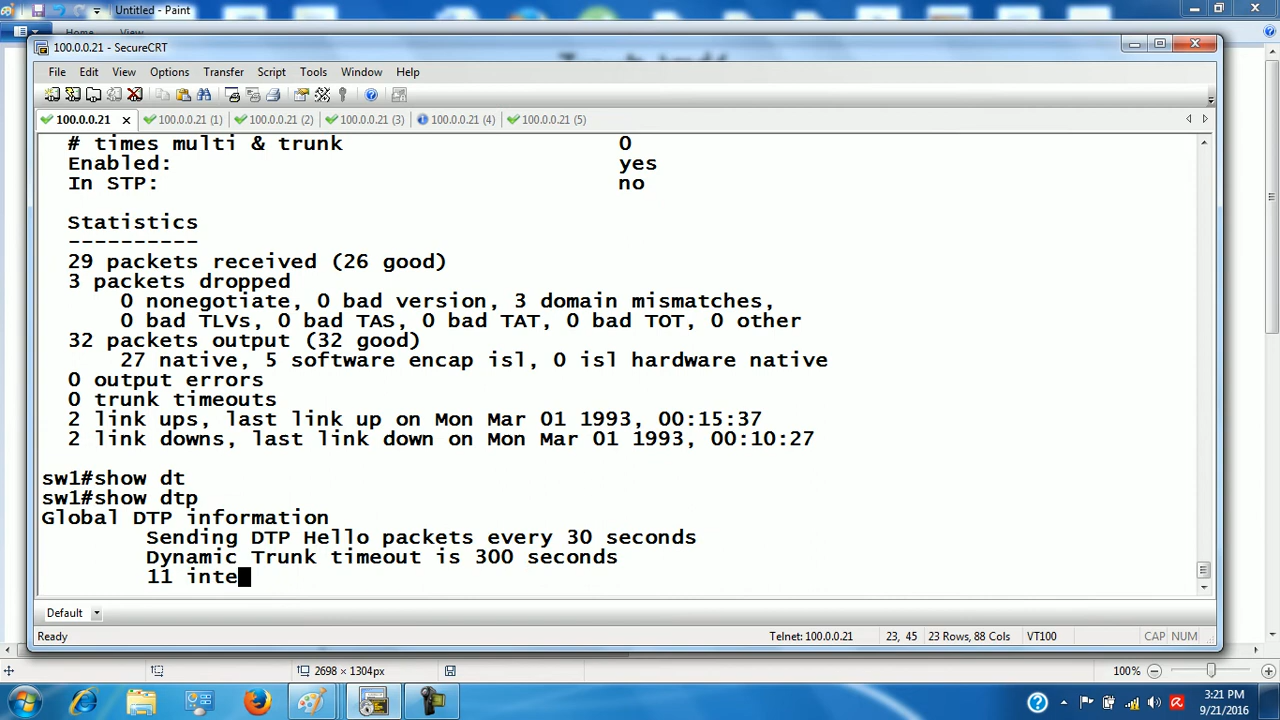 Untitled - Paint
Home View
100.0.0.21 - SecureCRT
File Edit View Options Transfer Script Tools Window Help
100.0.0.21 100.0.0.21 (1) 100.0.0.21 (2) 100.0.0.21 (3) 100.0.0.21 (4) 100.0.0.21 (5)
# times multi & trunk 0
Enabled: yes
In STP: no
Statistics
----------
29 packets received (26 good)
3 packets dropped
0 nonegotiate, 0 bad version, 3 domain mismatches,
0 bad TLVs, 0 bad TAS, 0 bad TAT, 0 bad TOT, 0 other
32 packets output (32 good)
27 native, 5 software encap isl, 0 isl hardware native
0 output errors
0 trunk timeouts
2 link ups, last link up on Mon Mar 01 1993, 00:15:37
2 link downs, last link down on Mon Mar 01 1993, 00:10:27
sw1#show dt
sw1#show dtp
Global DTP information
Sending DTP Hello packets every 30 seconds
Dynamic Trunk timeout is 300 seconds
11 inte
Default
Ready Telnet: 100.0.0.21 23, 45 23 Rows, 88 Cols VT100 CAP NUM
2698 × 1304px 100%
3:21 PM
9/21/2016